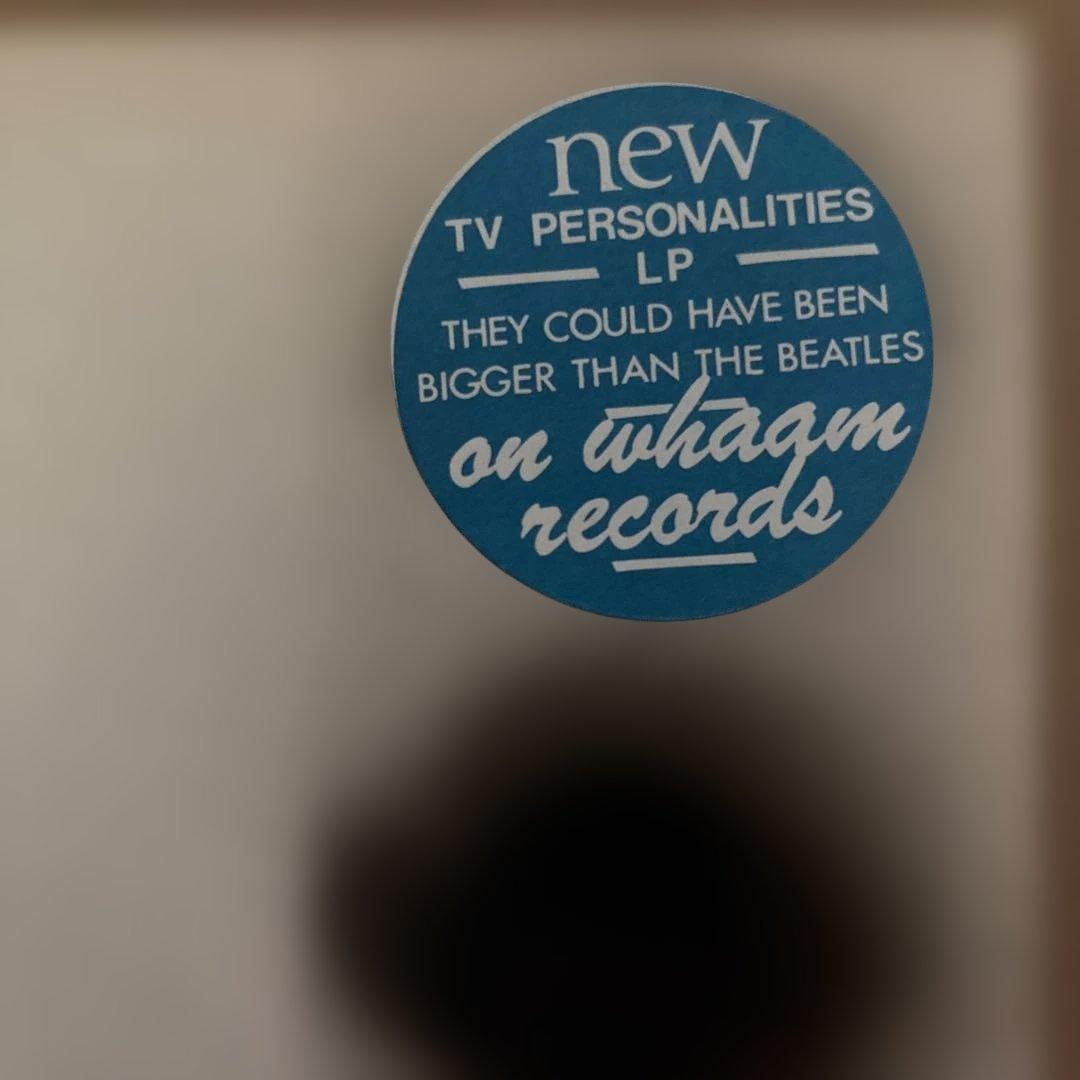 new
TV PERSONALITIES
LP
THEY COULD HAVE BEEN
BIGGER THAN THE BEATLES
on whaam
records